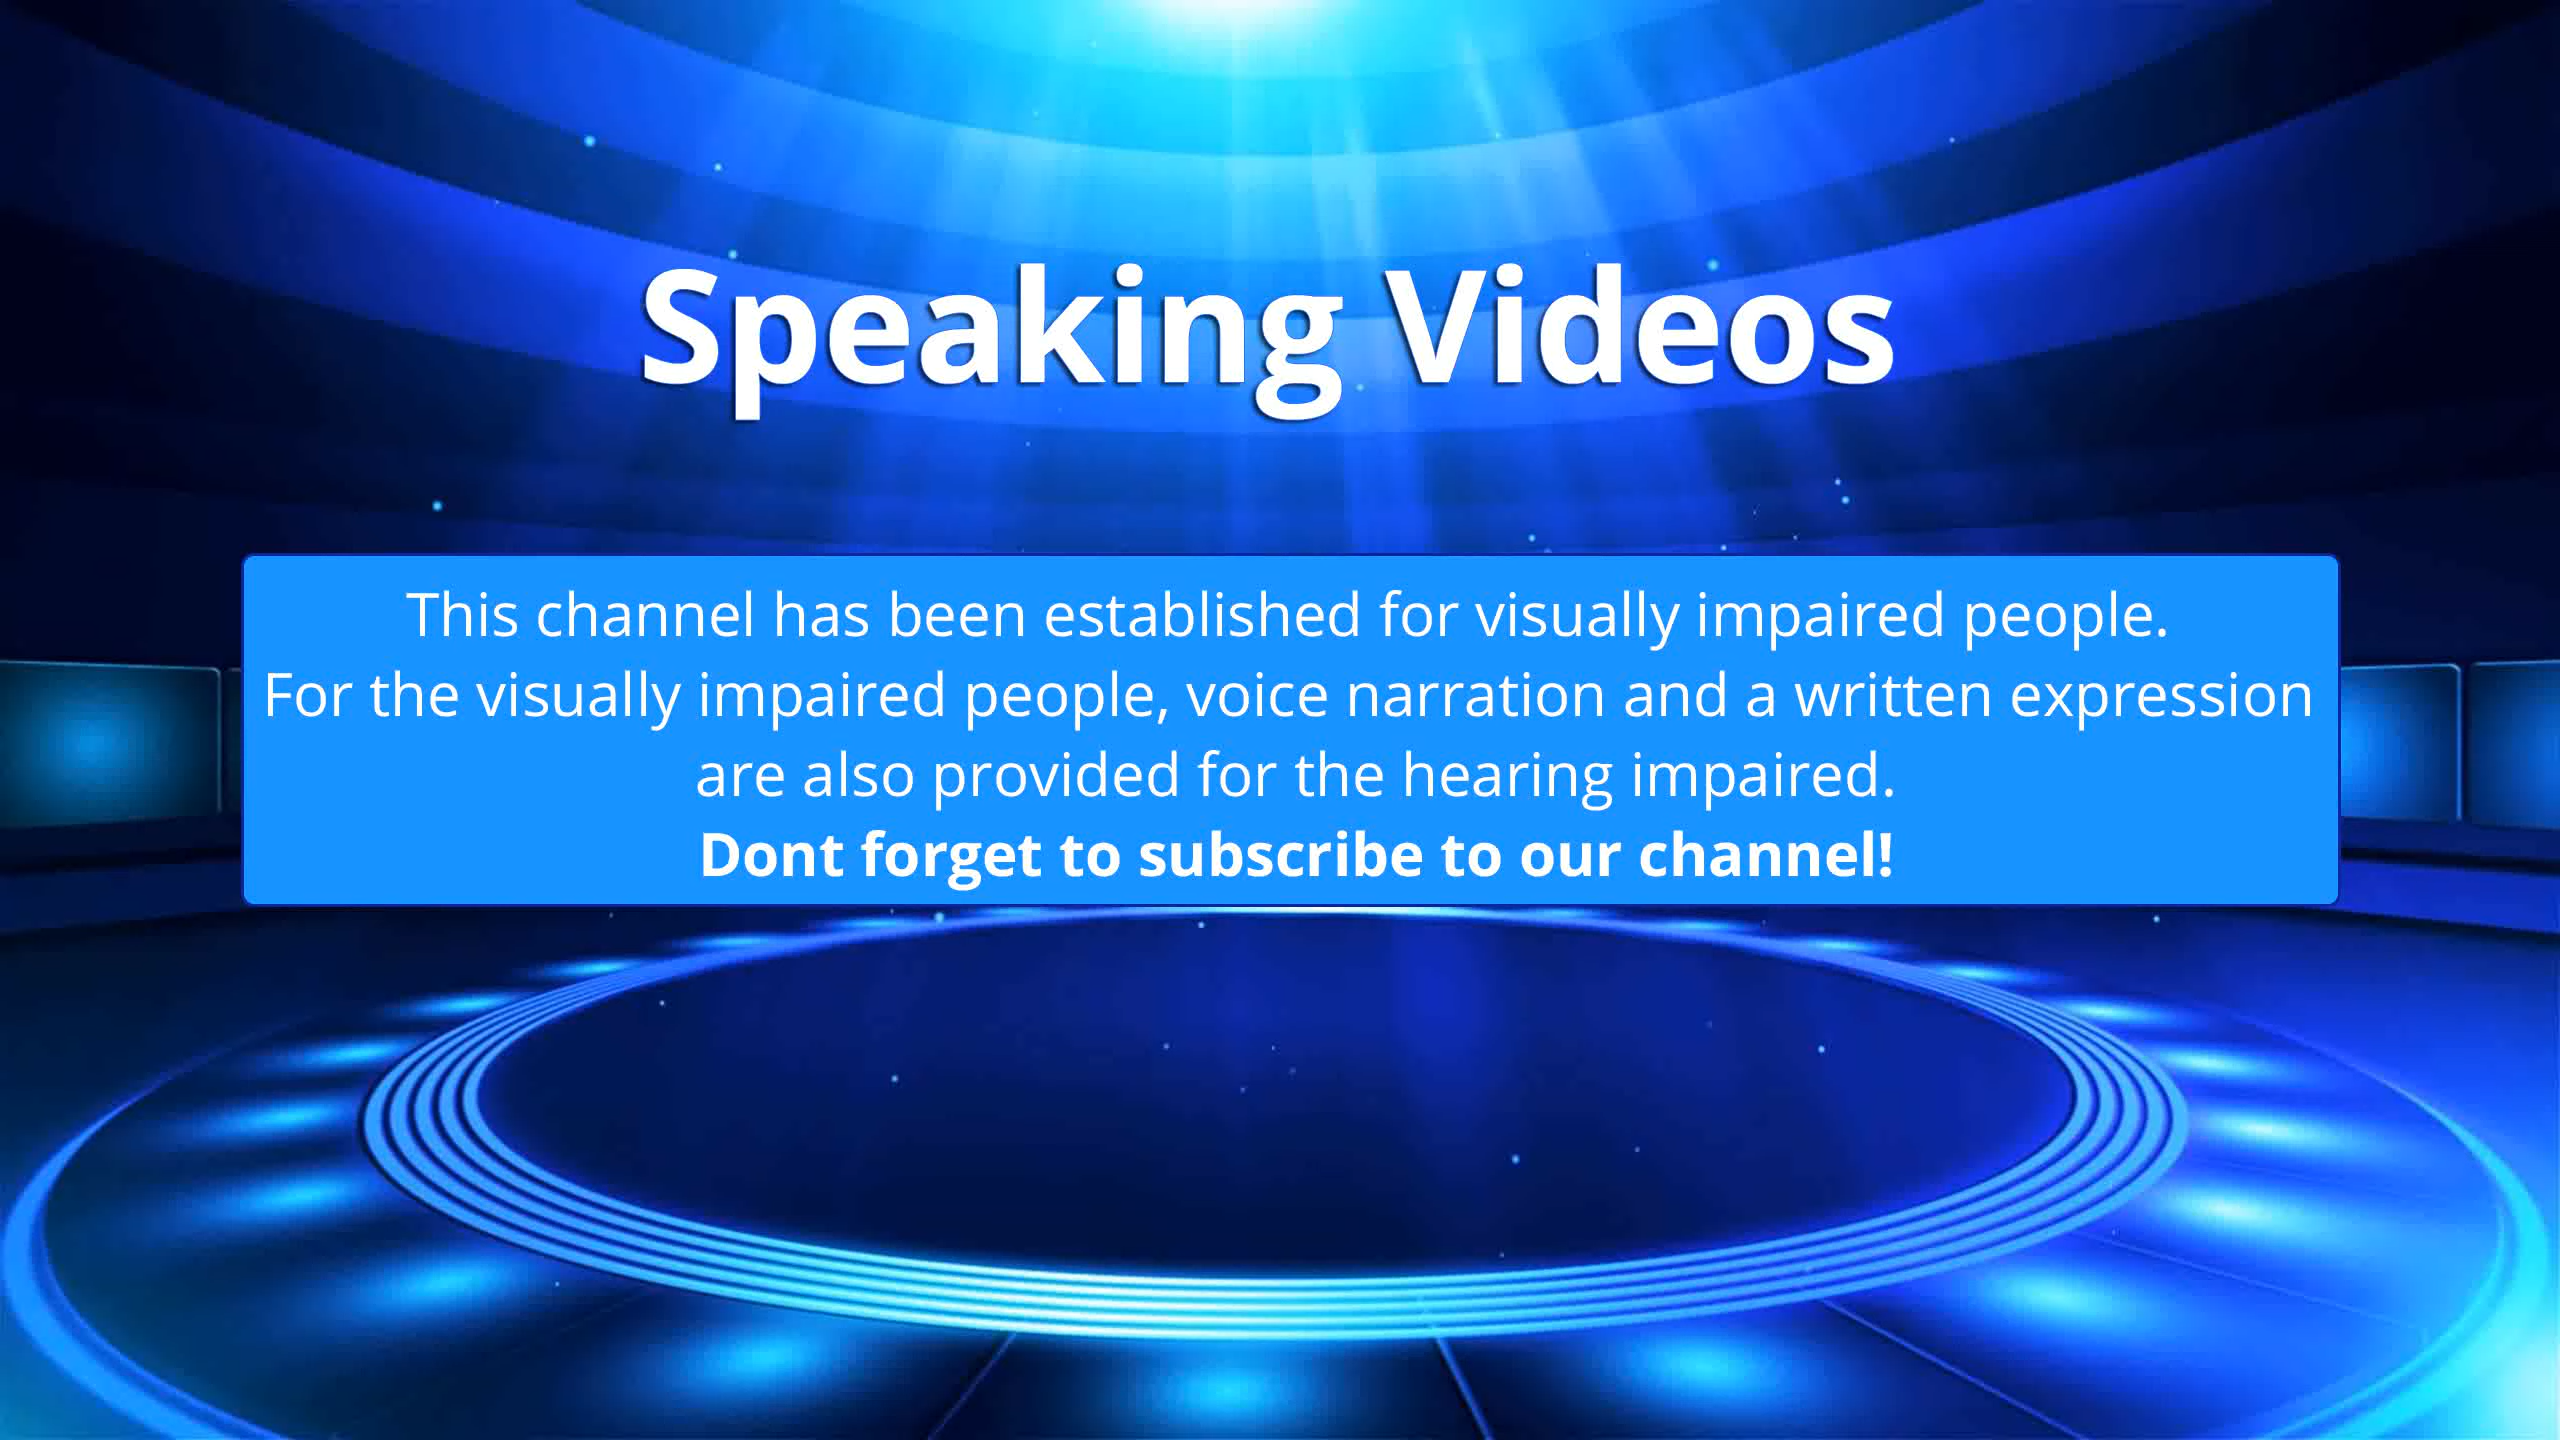 Speaking Videos
This channel has been established for visually impaired people.
For the visually impaired people, voice narration and a written expression
are also provided for the hearing impaired.
Dont forget to subscribe to our channel!